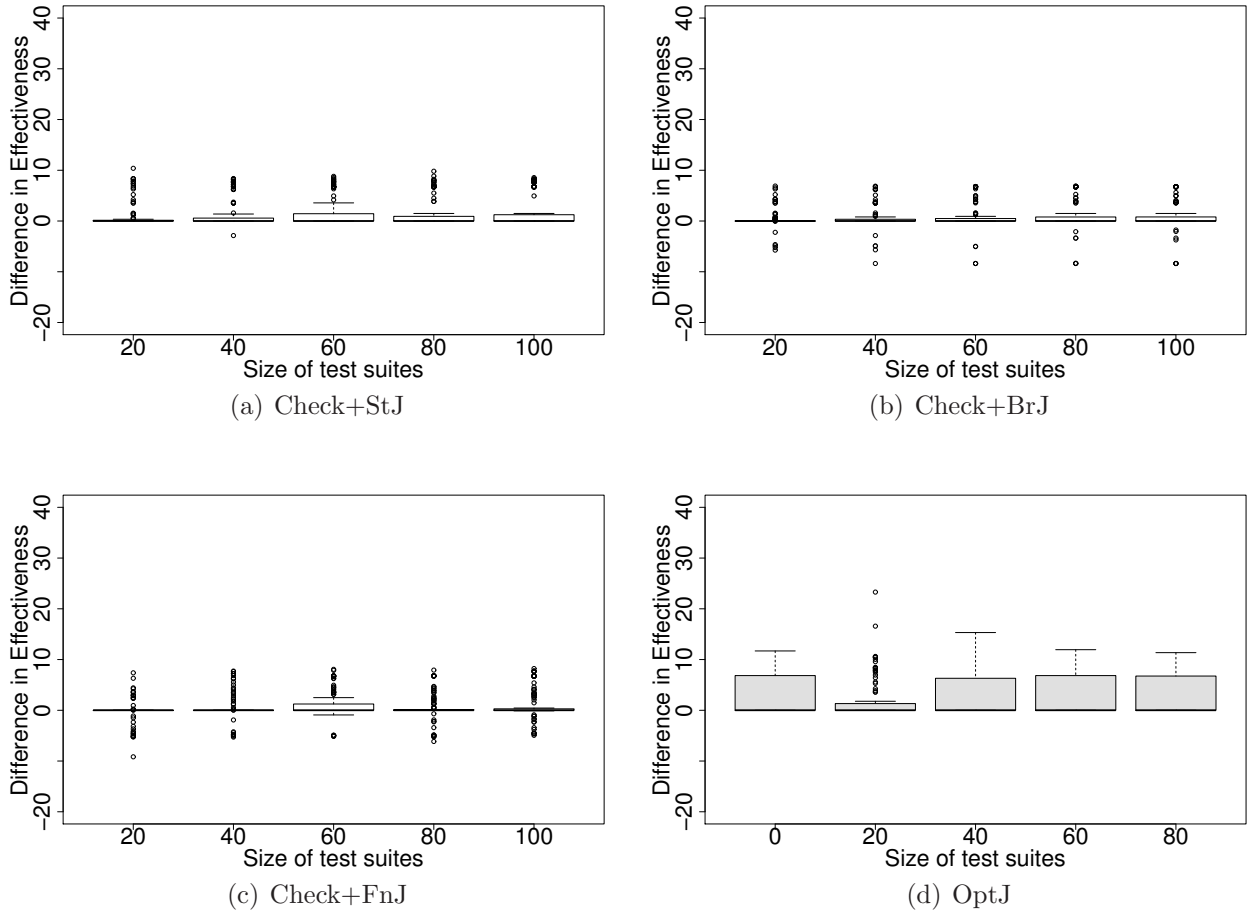 Difference in Effectiveness
40
30
20
10
0
−20
20 40 60 80 100
Size of test suites
(a) Check+StJ
Difference in Effectiveness
40
30
20
10
0
−20
20 40 60 80 100
Size of test suites
(b) Check+BrJ
Difference in Effectiveness
40
30
20
10
0
−20
20 40 60 80 100
Size of test suites
(c) Check+FnJ
Difference in Effectiveness
40
30
20
10
0
−20
0 20 40 60 80
Size of test suites
(d) OptJ